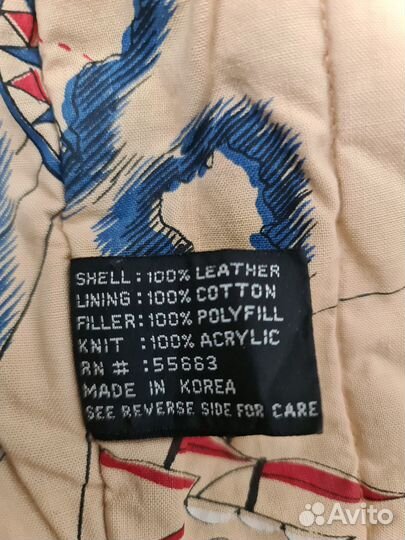 SHELL: 100% LEATHER
LINING: 100% COTTON
FILLER: 100% POLYFILL
KNIT : 100% ACRYLIC
RN # : 55663
MADE IN KOREA
SEE REVERSE SIDE FOR CARE
Avito